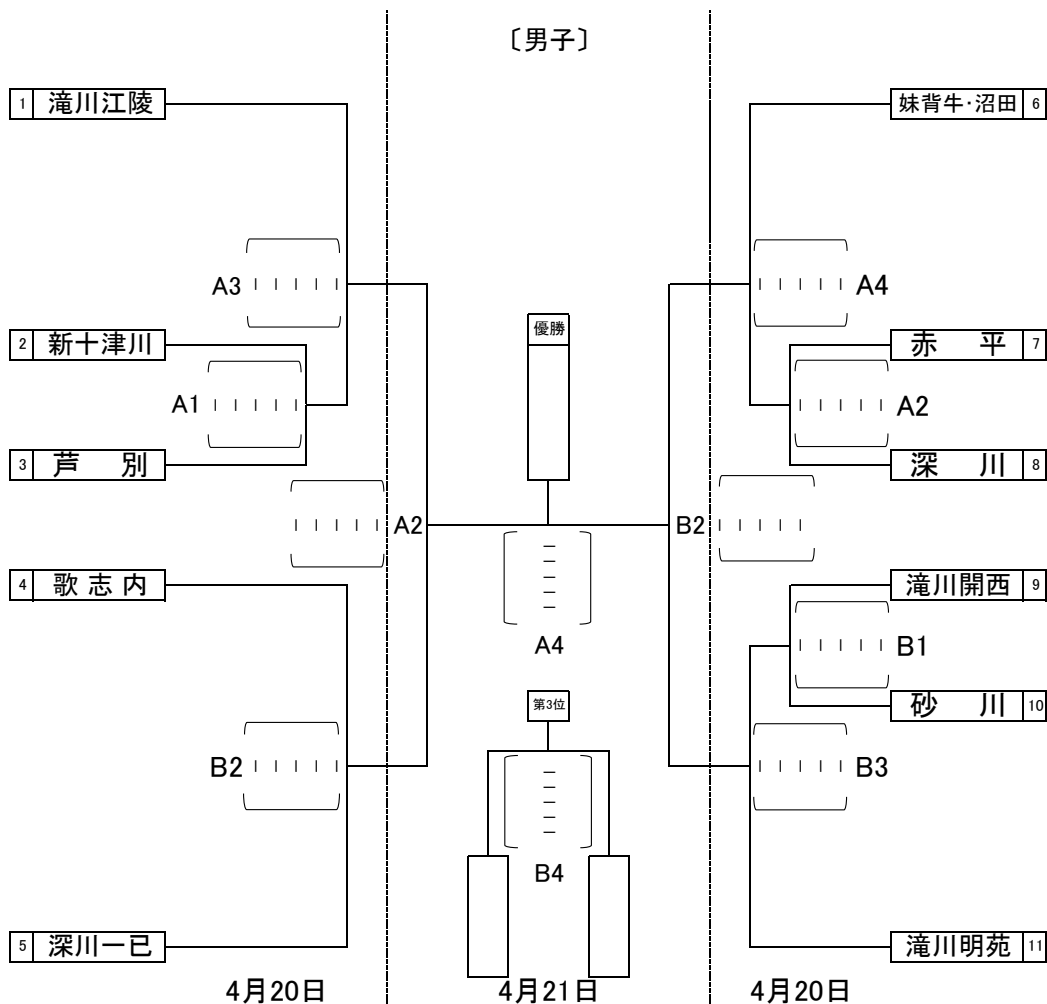 〔男子〕
1 滝川江陵
妹背牛・沼田 6
A3
A4
2 新十津川
優勝
赤　平 7
A1
A2
3 芦　別
深　川 8
A2
B2
4 歌志内
滝川開西 9
A4
B1
第3位
砂　川 10
B2
B3
B4
5 深川一已
滝川明苑 11
4月20日
4月21日
4月20日